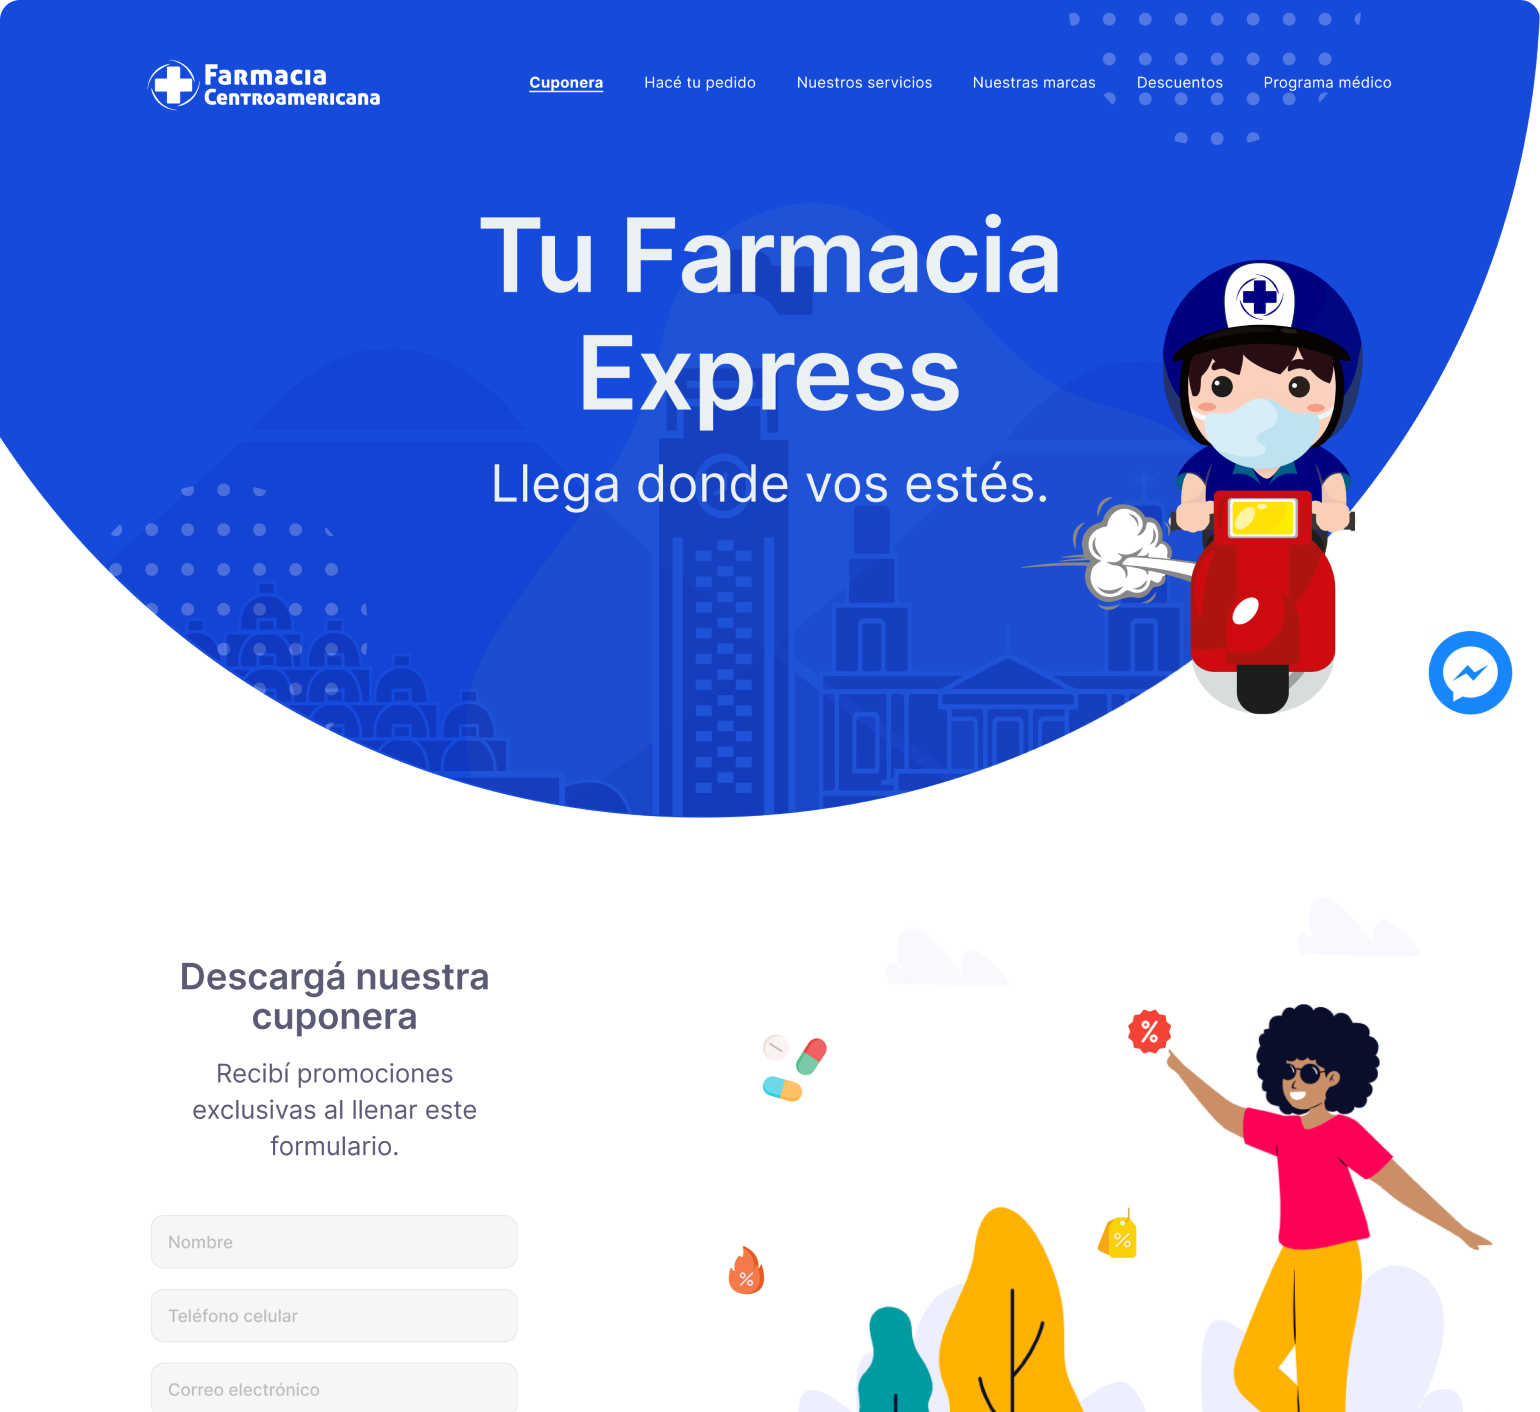 Farmacia
Centroamericana
Cuponera
Hacé tu pedido
Nuestros servicios
Nuestras marcas
Descuentos
Programa médico
Tu Farmacia
Express
Llega donde vos estés.
Descargá nuestra
cuponera
Recibí promociones
exclusivas al llenar este
formulario.
%
%
%
Nombre
Teléfono celular
Correo electrónico